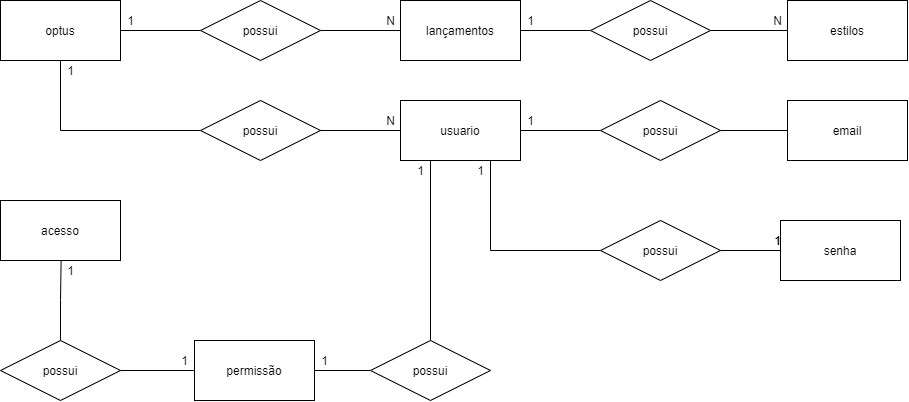 optus
1
possui
N
lançamentos
1
possui
N
estilos
1
possui
N
usuario
1
possui
email
1
1
possui
1
senha
acesso
1
possui
1
permissão
1
possui